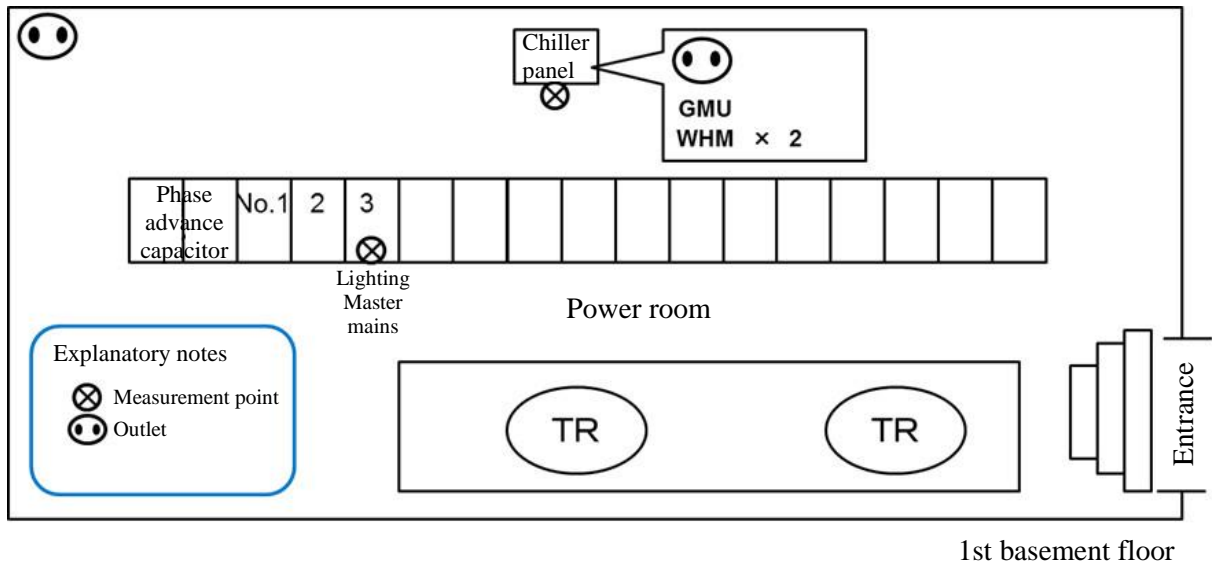 Chiller
panel
GMU
WHM × 2
Phase
advance
capacitor
No.1
2
3
Lighting
Master
mains
Power room
Explanatory notes
Measurement point
Outlet
TR
TR
Entrance
1st basement floor